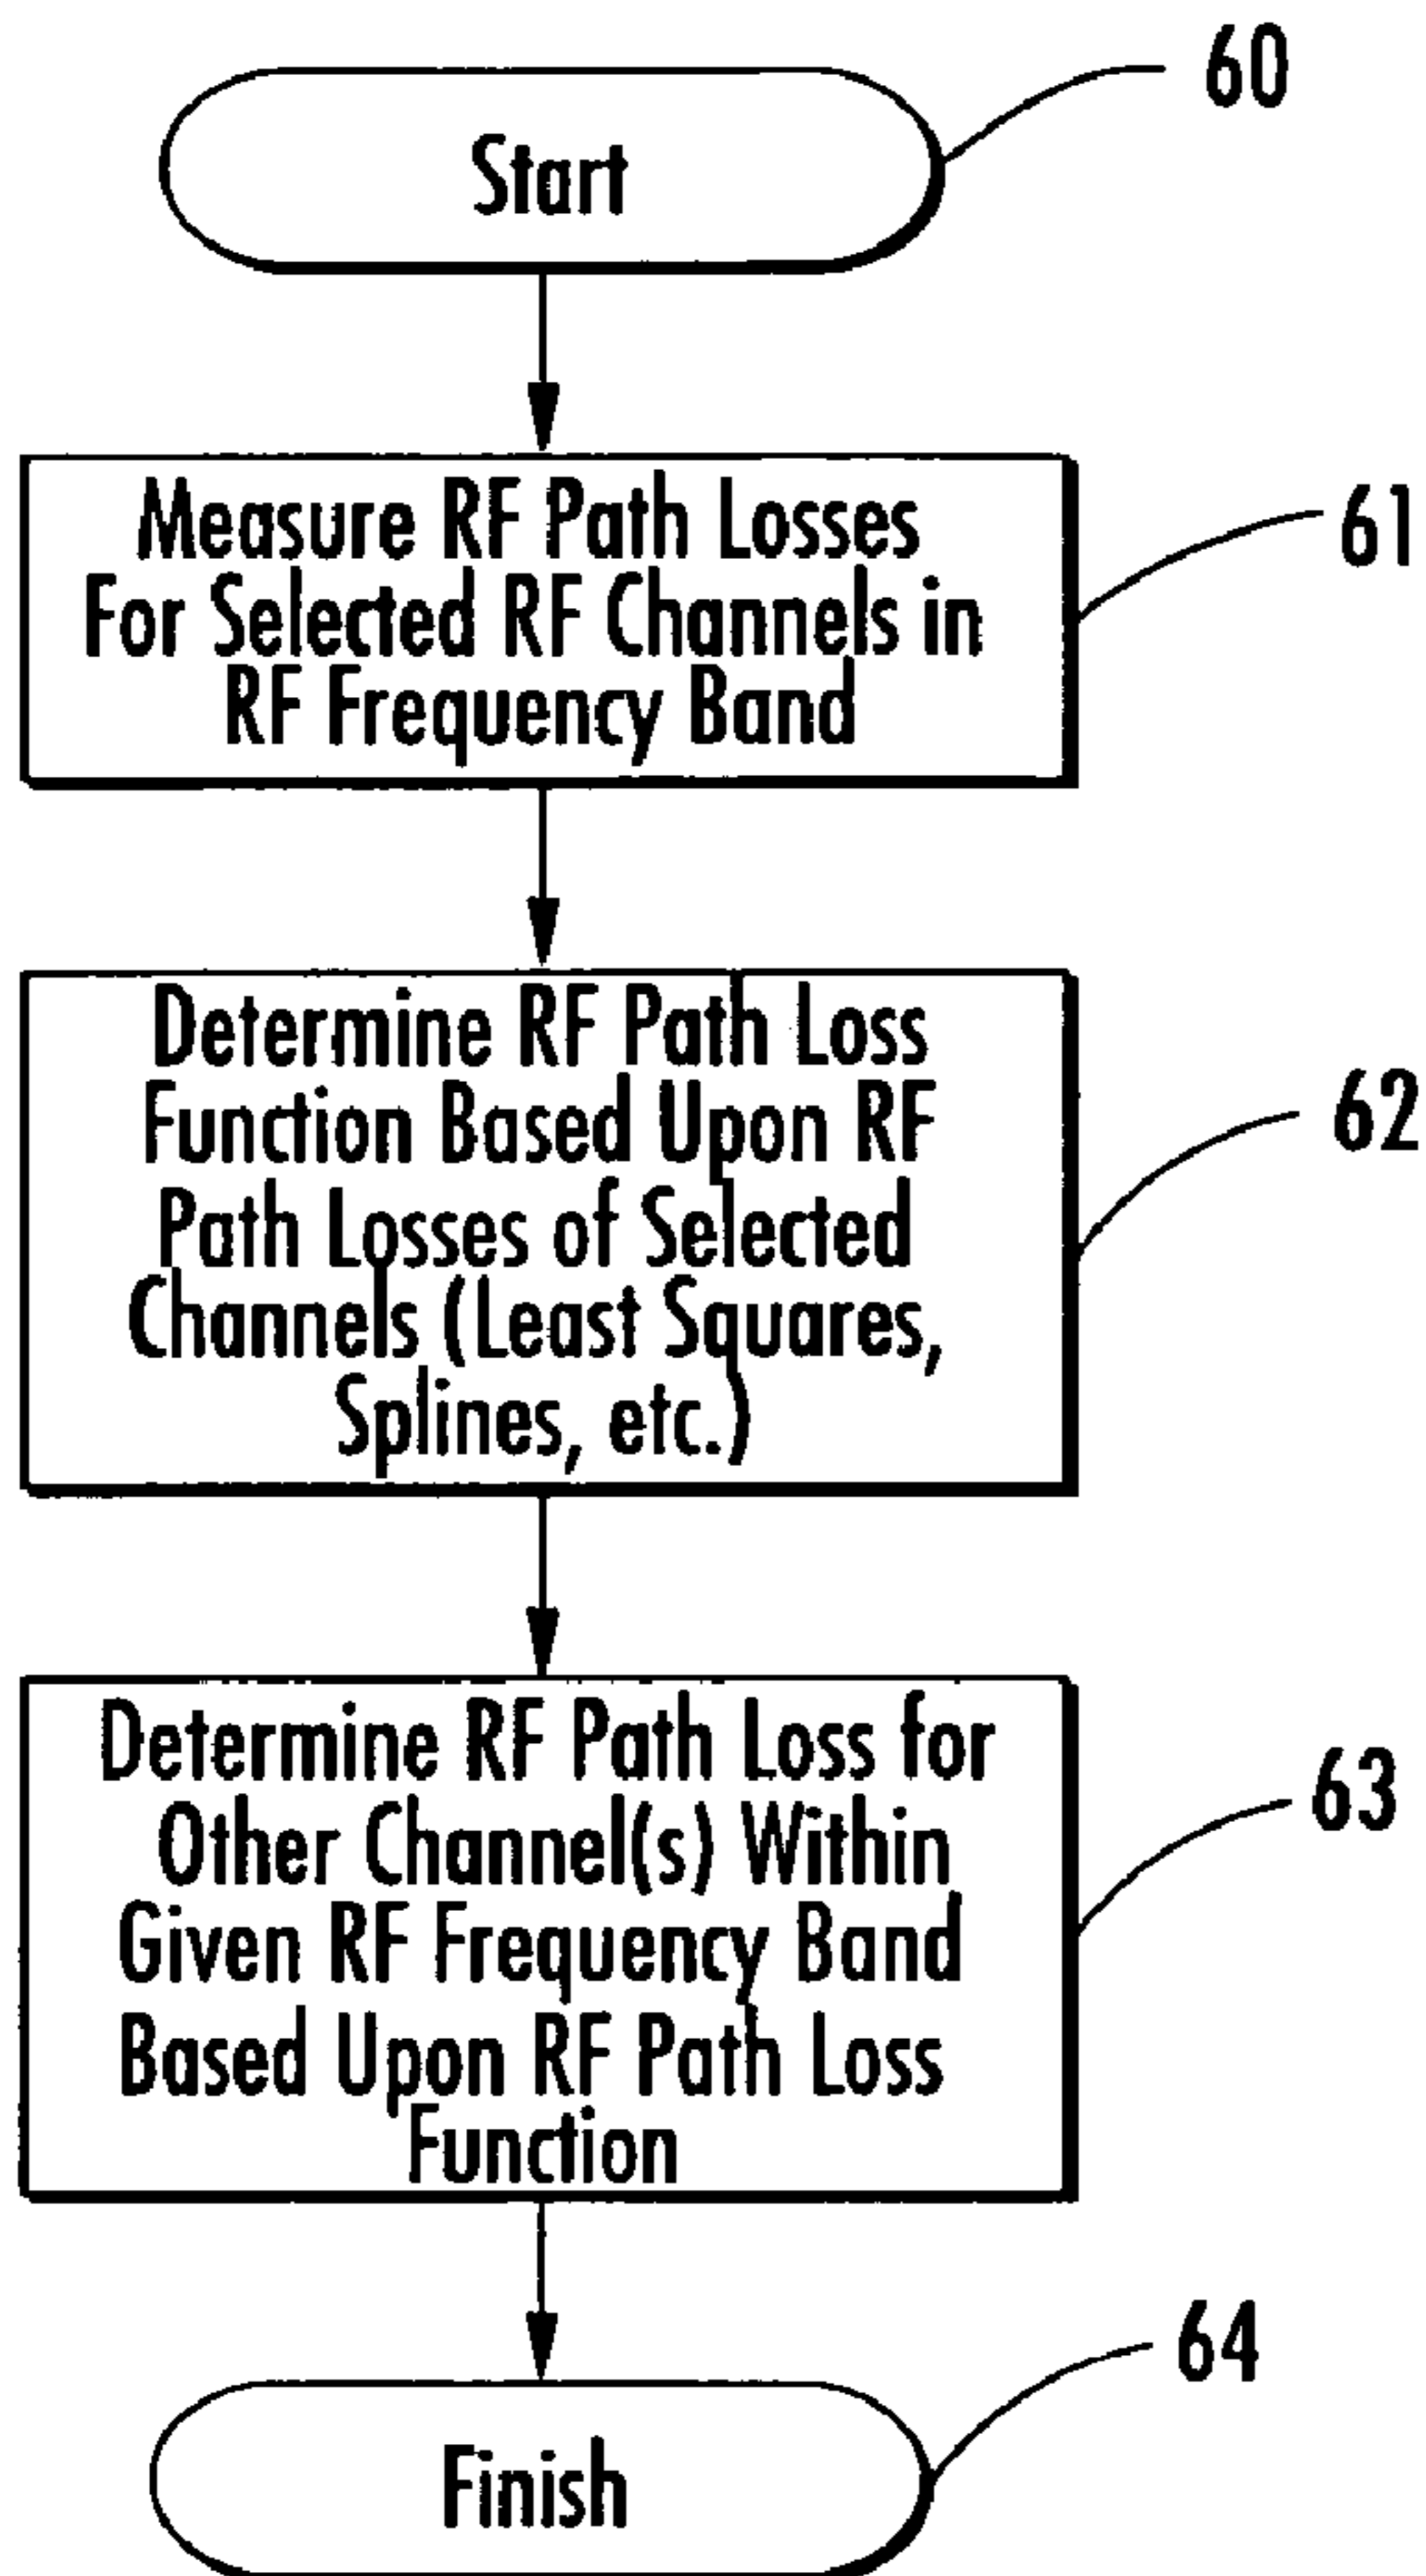 60
Start
Measure RF Path Losses
For Selected RF Channels in
RF Frequency Band
61
Determine RF Path Loss
Function Based Upon RF
Path Losses of Selected
Channels (Least Squares,
Splines, etc.)
62
Determine RF Path Loss for
Other Channel(s) Within
Given RF Frequency Band
Based Upon RF Path Loss
Function
63
64
Finish